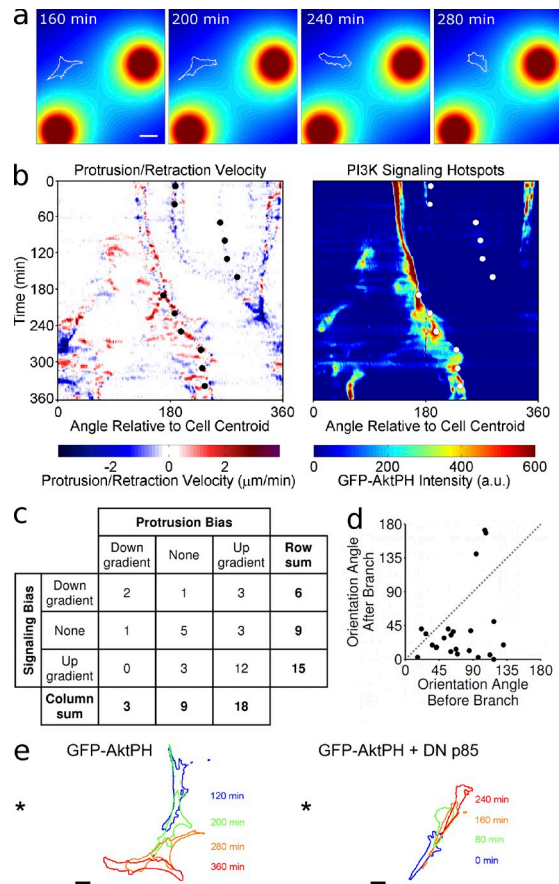 a
160 min
200 min
240 min
280 min
b
Protrusion/Retraction Velocity
PI3K Signaling Hotspots
Time (min)
0
60
120
180
240
300
360
0 180 360
0 180 360
Angle Relative to Cell Centroid
Angle Relative to Cell Centroid
-2 0 2
0 200 400 600
Protrusion/Retraction Velocity (μm/min)
GFP-AktPH Intensity (a.u.)
c
Protrusion Bias
Down gradient None Up gradient Row sum
Signaling Bias
Down gradient 2 1 3 6
None 1 5 3 9
Up gradient 0 3 12 15
Column sum 3 9 18
d
Orientation Angle After Branch
180
135
90
45
0
0 45 90 135 180
Orientation Angle Before Branch
e
GFP-AktPH
GFP-AktPH + DN p85
*
120 min
200 min
280 min
360 min
*
240 min
160 min
80 min
0 min